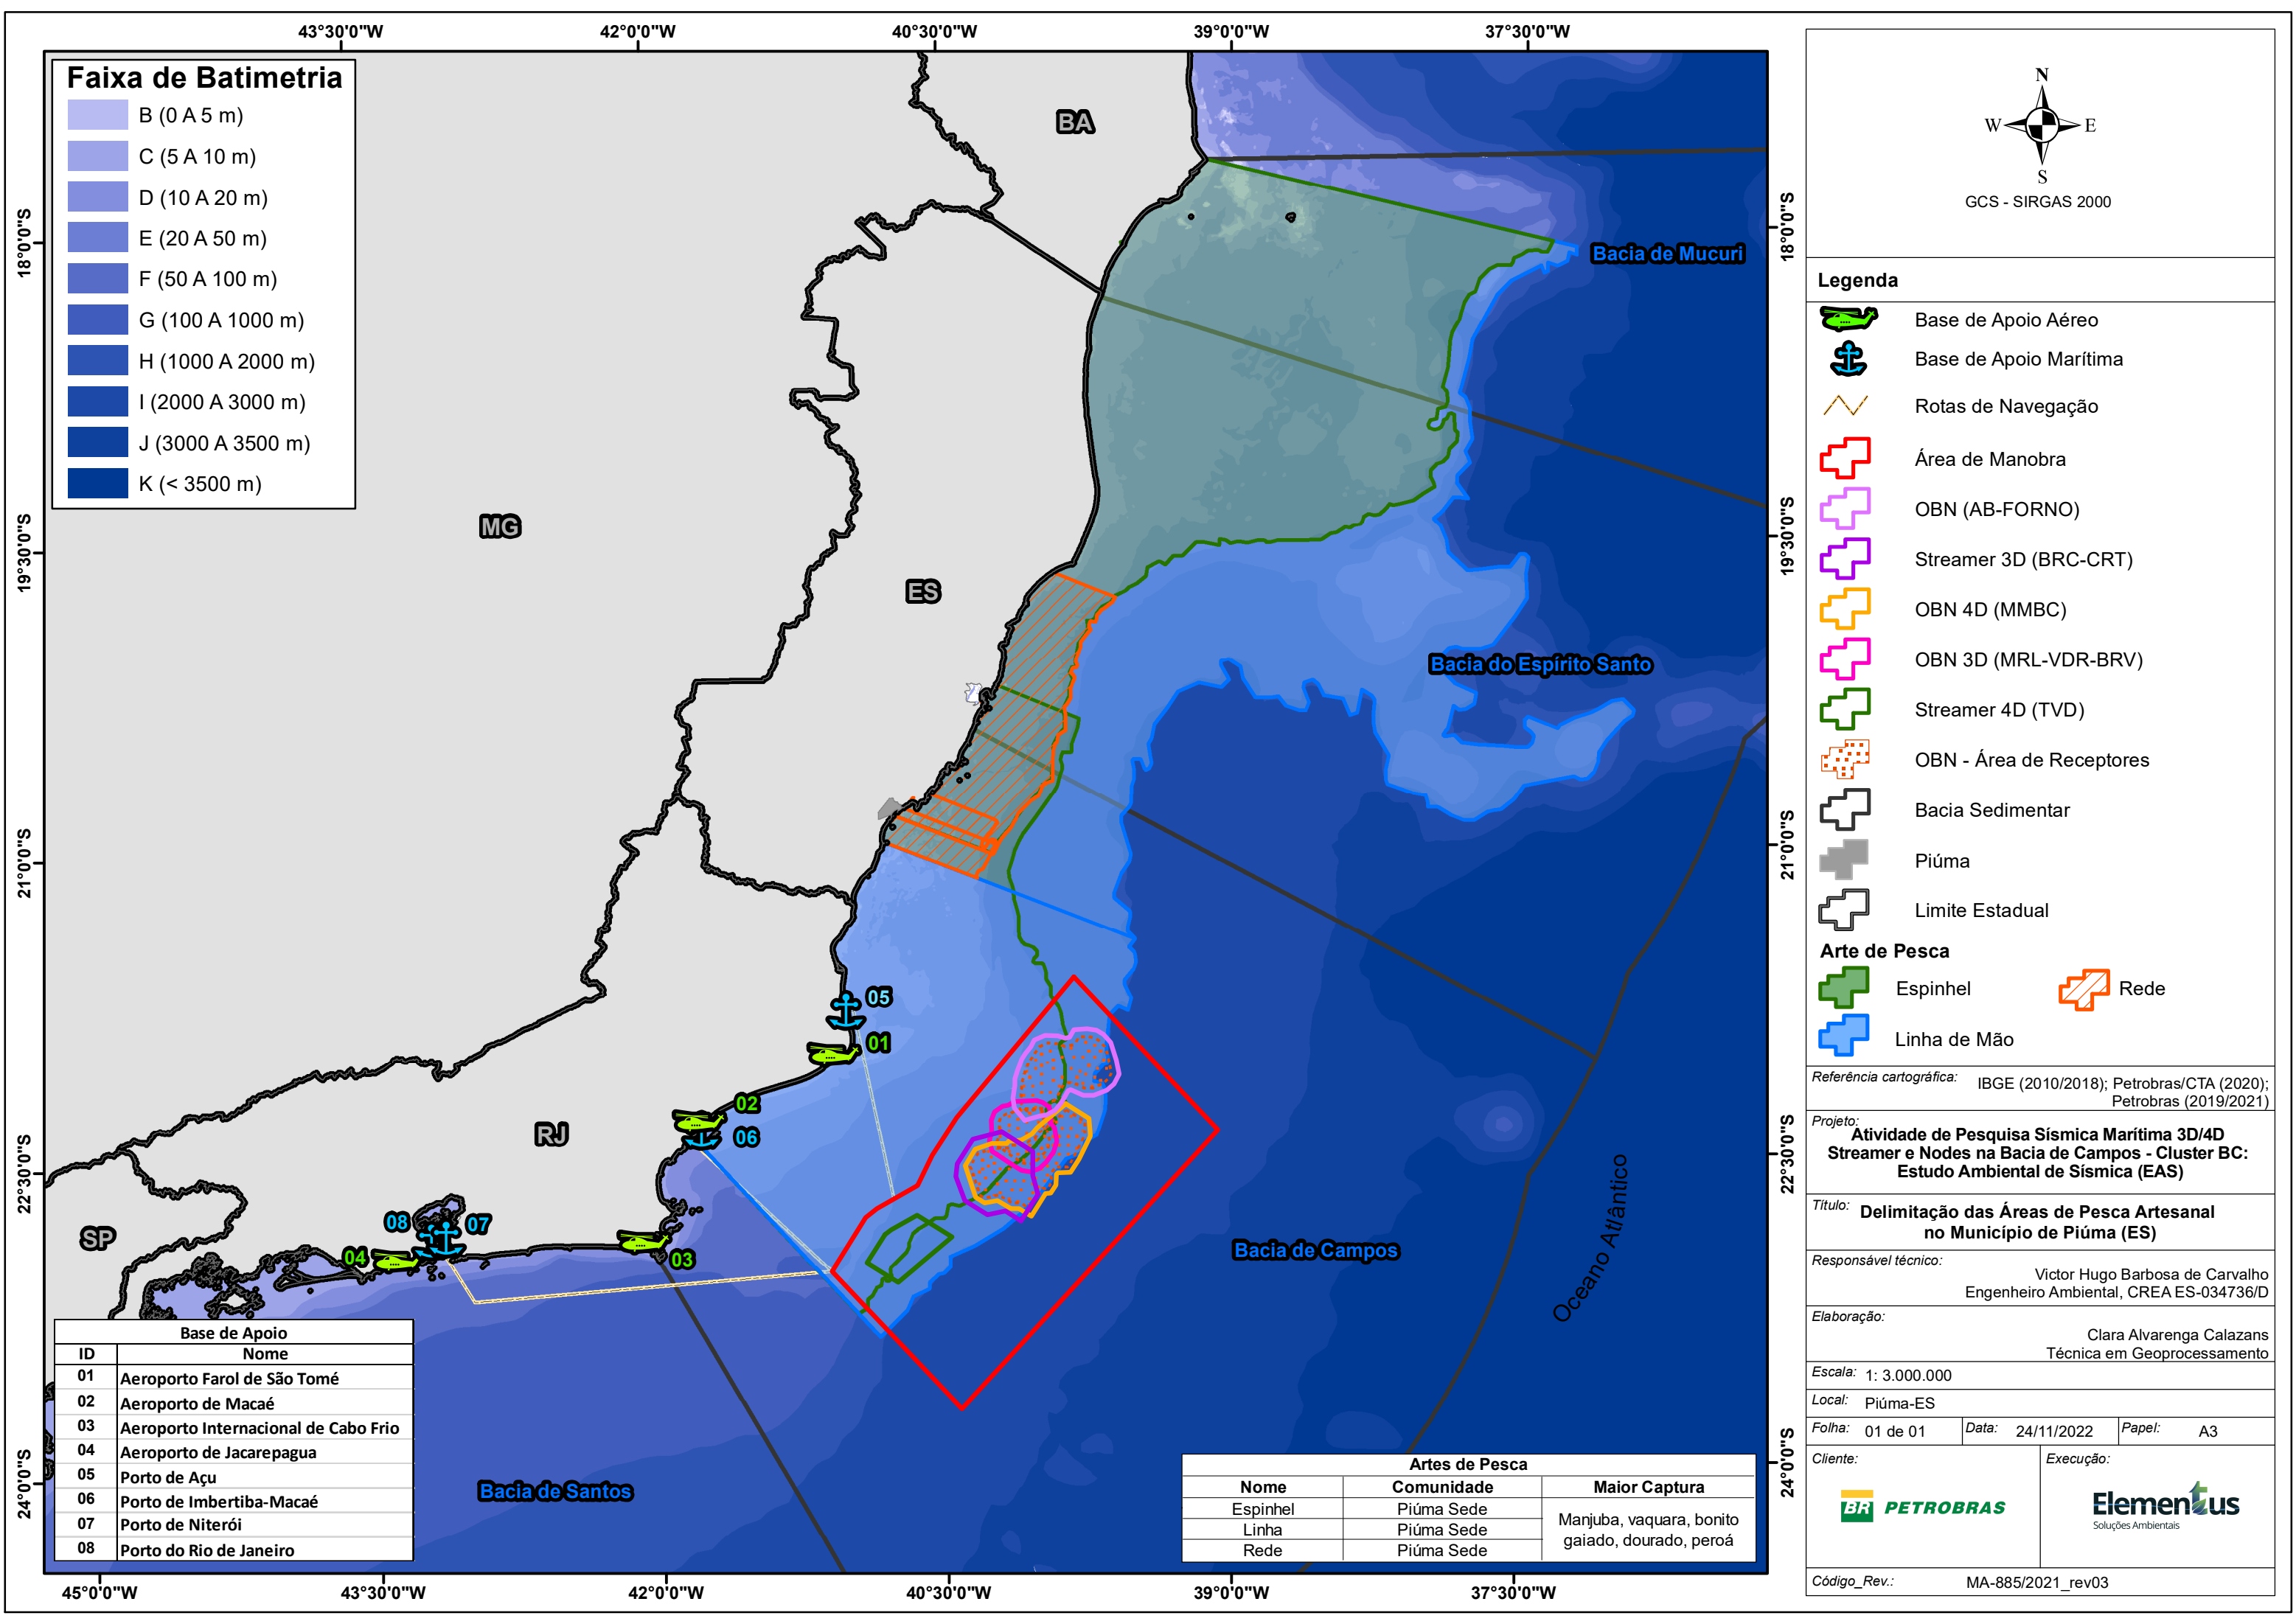 43°30'0"W
42°0'0"W
40°30'0"W
39°0'0"W
37°30'0"W
Faixa de Batimetria
B (0 A 5 m)
C (5 A 10 m)
D (10 A 20 m)
E (20 A 50 m)
F (50 A 100 m)
G (100 A 1000 m)
H (1000 A 2000 m)
I (2000 A 3000 m)
J (3000 A 3500 m)
K (< 3500 m)
18°0'0"S
19°30'0"S
21°0'0"S
22°30'0"S
24°0'0"S
BA
MG
ES
RJ
SP
Bacia de Mucuri
Bacia do Espírito Santo
Bacia de Campos
Bacia de Santos
Oceano Atlântico
05
01
02
06
08
07
04
03
18°0'0"S
19°30'0"S
21°0'0"S
22°30'0"S
24°0'0"S
Base de Apoio
ID Nome
01 Aeroporto Farol de São Tomé
02 Aeroporto de Macaé
03 Aeroporto Internacional de Cabo Frio
04 Aeroporto de Jacarepagua
05 Porto de Açu
06 Porto de Imbertiba-Macaé
07 Porto de Niterói
08 Porto do Rio de Janeiro
Artes de Pesca
Nome Comunidade Maior Captura
Espinhel Piúma Sede
Linha Piúma Sede
Rede Piúma Sede
Manjuba, vaquara, bonito
gaiado, dourado, peroá
45°0'0"W
43°30'0"W
42°0'0"W
40°30'0"W
39°0'0"W
37°30'0"W
N
W
E
S
GCS - SIRGAS 2000
Legenda
Base de Apoio Aéreo
Base de Apoio Marítima
Rotas de Navegação
Área de Manobra
OBN (AB-FORNO)
Streamer 3D (BRC-CRT)
OBN 4D (MMBC)
OBN 3D (MRL-VDR-BRV)
Streamer 4D (TVD)
OBN - Área de Receptores
Bacia Sedimentar
Piúma
Limite Estadual
Arte de Pesca
Espinhel
Rede
Linha de Mão
Referência cartográfica: IBGE (2010/2018); Petrobras/CTA (2020);
Petrobras (2019/2021)
Projeto:
Atividade de Pesquisa Sísmica Marítima 3D/4D
Streamer e Nodes na Bacia de Campos - Cluster BC:
Estudo Ambiental de Sísmica (EAS)
Título: Delimitação das Áreas de Pesca Artesanal
no Município de Piúma (ES)
Responsável técnico:
Victor Hugo Barbosa de Carvalho
Engenheiro Ambiental, CREA ES-034736/D
Elaboração:
Clara Alvarenga Calazans
Técnica em Geoprocessamento
Escala: 1: 3.000.000
Local: Piúma-ES
Folha: 01 de 01 Data: 24/11/2022 Papel: A3
Cliente:
Execução:
BR PETROBRAS
Elementus
Soluções Ambientais
Código_Rev.: MA-885/2021_rev03